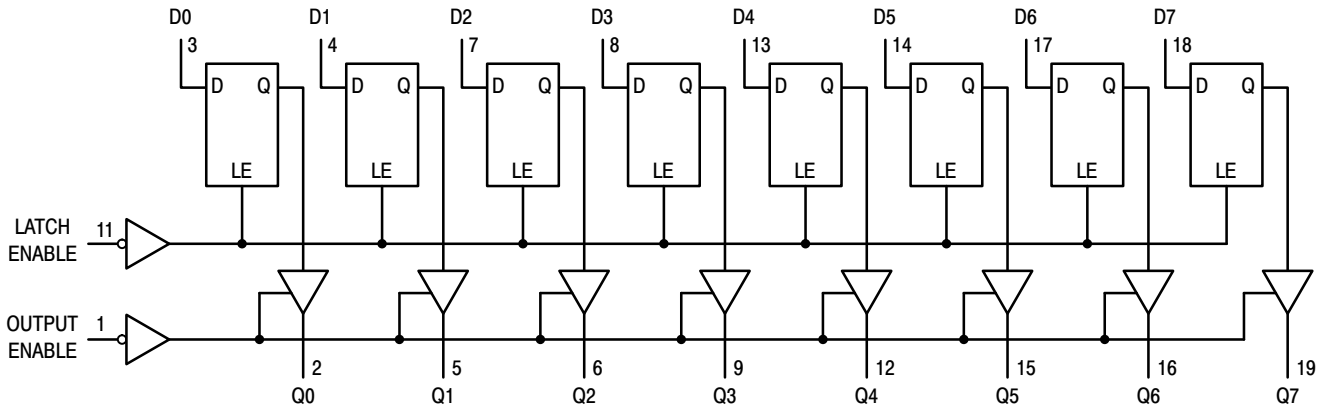 D0 D1 D2 D3 D4 D5 D6 D7
3 4 7 8 13 14 17 18
D Q D Q D Q D Q D Q D Q D Q D Q
LE LE LE LE LE LE LE LE
LATCH
ENABLE
11
OUTPUT
ENABLE
1
2 5 6 9 12 15 16 19
Q0 Q1 Q2 Q3 Q4 Q5 Q6 Q7